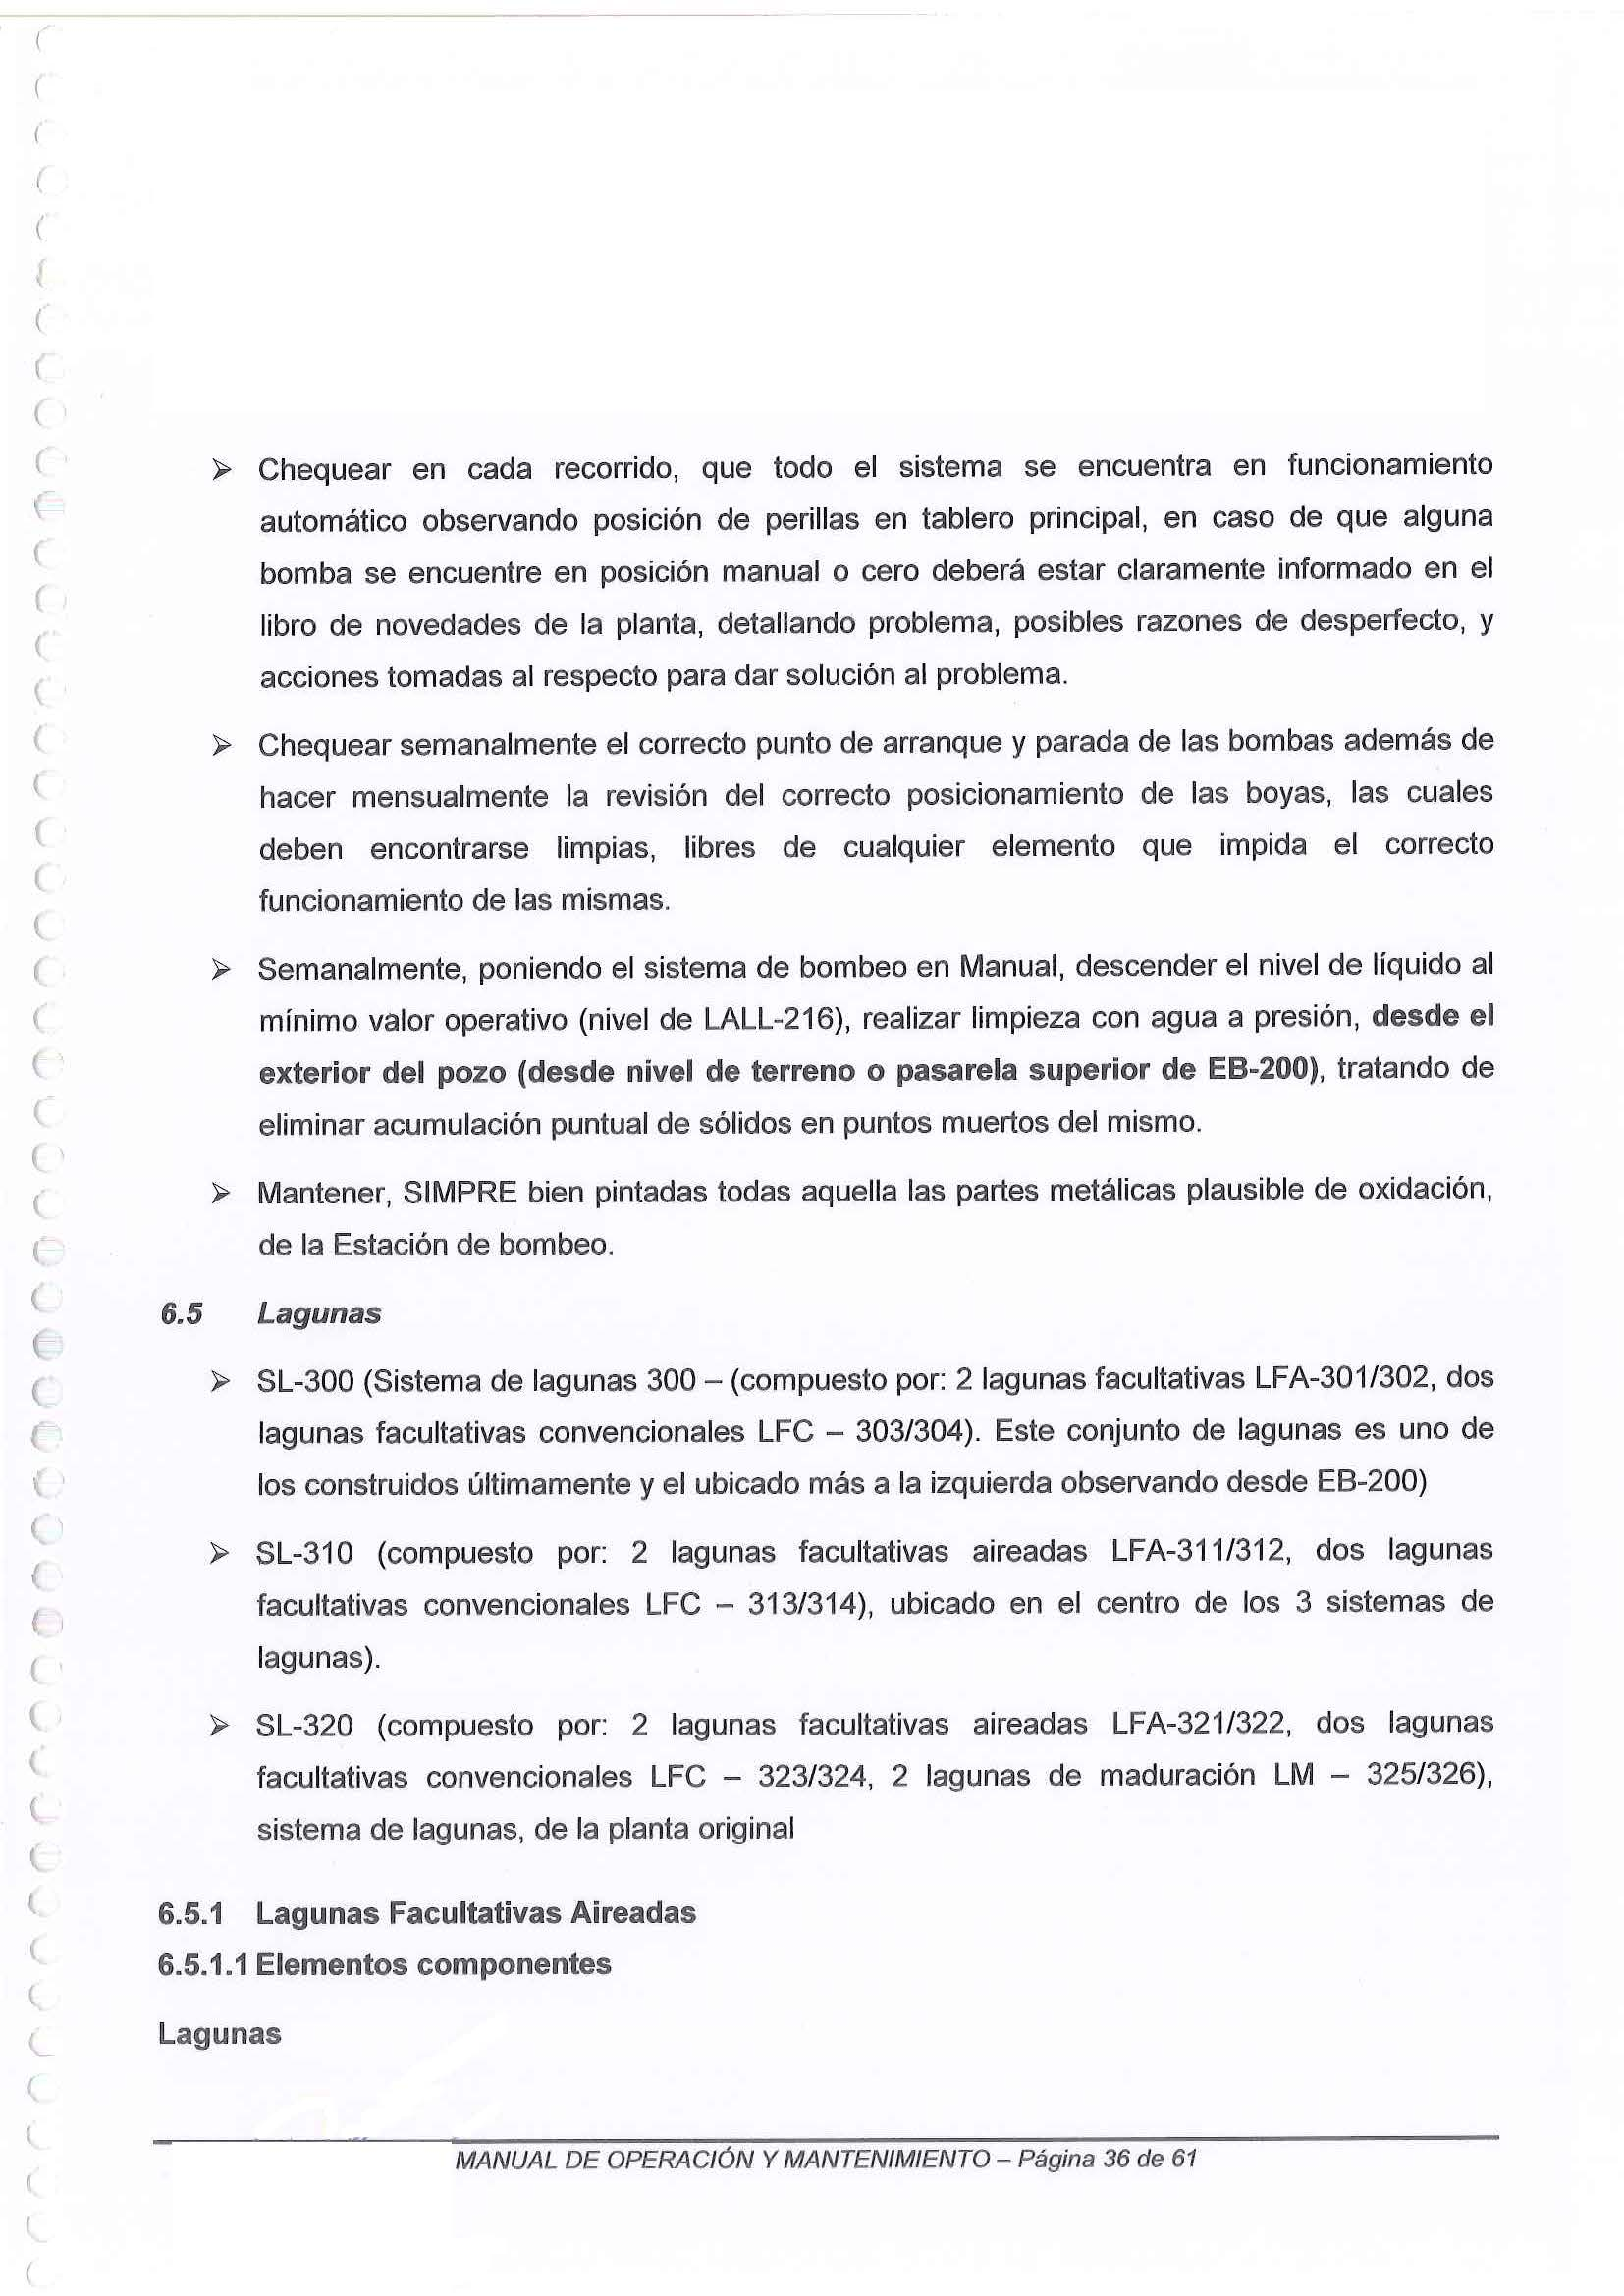 ➢ Chequear en cada recorrido, que todo el sistema se encuentra en funcionamiento
automático observando posición de perillas en tablero principal, en caso de que alguna
bomba se encuentre en posición manual o cero deberá estar claramente informado en el
libro de novedades de la planta, detallando problema, posibles razones de desperfecto, y
acciones tomadas al respecto para dar solución al problema.
➢ Chequear semanalmente el correcto punto de arranque y parada de las bombas además de
hacer mensualmente la revisión del correcto posicionamiento de las boyas, las cuales
deben encontrarse limpias, libres de cualquier elemento que impida el correcto
funcionamiento de las mismas.
➢ Semanalmente, poniendo el sistema de bombeo en Manual, descender el nivel de líquido al
mínimo valor operativo (nivel de LALL-216), realizar limpieza con agua a presión, desde el
exterior del pozo (desde nivel de terreno o pasarela superior de EB-200), tratando de
eliminar acumulación puntual de sólidos en puntos muertos del mismo.
➢ Mantener, SIMPRE bien pintadas todas aquella las partes metálicas plausible de oxidación,
de la Estación de bombeo.
6.5 Lagunas
➢ SL-300 (Sistema de lagunas 300 – (compuesto por: 2 lagunas facultativas LFA-301/302, dos
lagunas facultativas convencionales LFC – 303/304). Este conjunto de lagunas es uno de
los construidos últimamente y el ubicado más a la izquierda observando desde EB-200)
➢ SL-310 (compuesto por: 2 lagunas facultativas aireadas LFA-311/312, dos lagunas
facultativas convencionales LFC – 313/314), ubicado en el centro de los 3 sistemas de
lagunas).
➢ SL-320 (compuesto por: 2 lagunas facultativas aireadas LFA-321/322, dos lagunas
facultativas convencionales LFC – 323/324, 2 lagunas de maduración LM – 325/326),
sistema de lagunas, de la planta original
6.5.1 Lagunas Facultativas Aireadas
6.5.1.1 Elementos componentes
Lagunas
MANUAL DE OPERACIÓN Y MANTENIMIENTO – Página 36 de 61